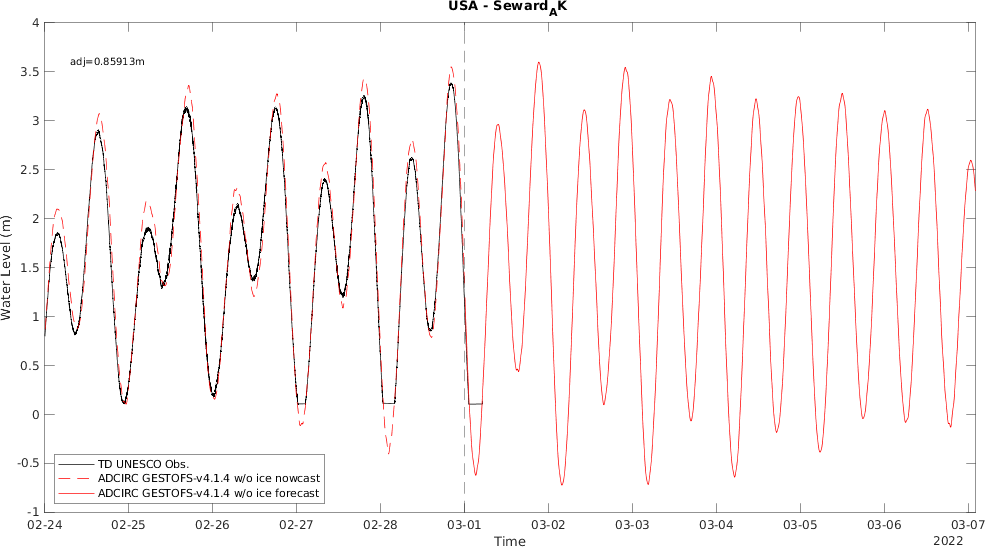 USA - Seward_AK
4
3.5
3
2.5
2
1.5
1
0.5
0
-0.5
-1
Water Level (m)
adj=0.85913m
TD UNESCO Obs.
ADCIRC GESTOFS-v4.1.4 w/o ice nowcast
ADCIRC GESTOFS-v4.1.4 w/o ice forecast
02-24 02-25 02-26 02-27 02-28 03-01 03-02 03-03 03-04 03-05 03-06 03-07
Time
2022